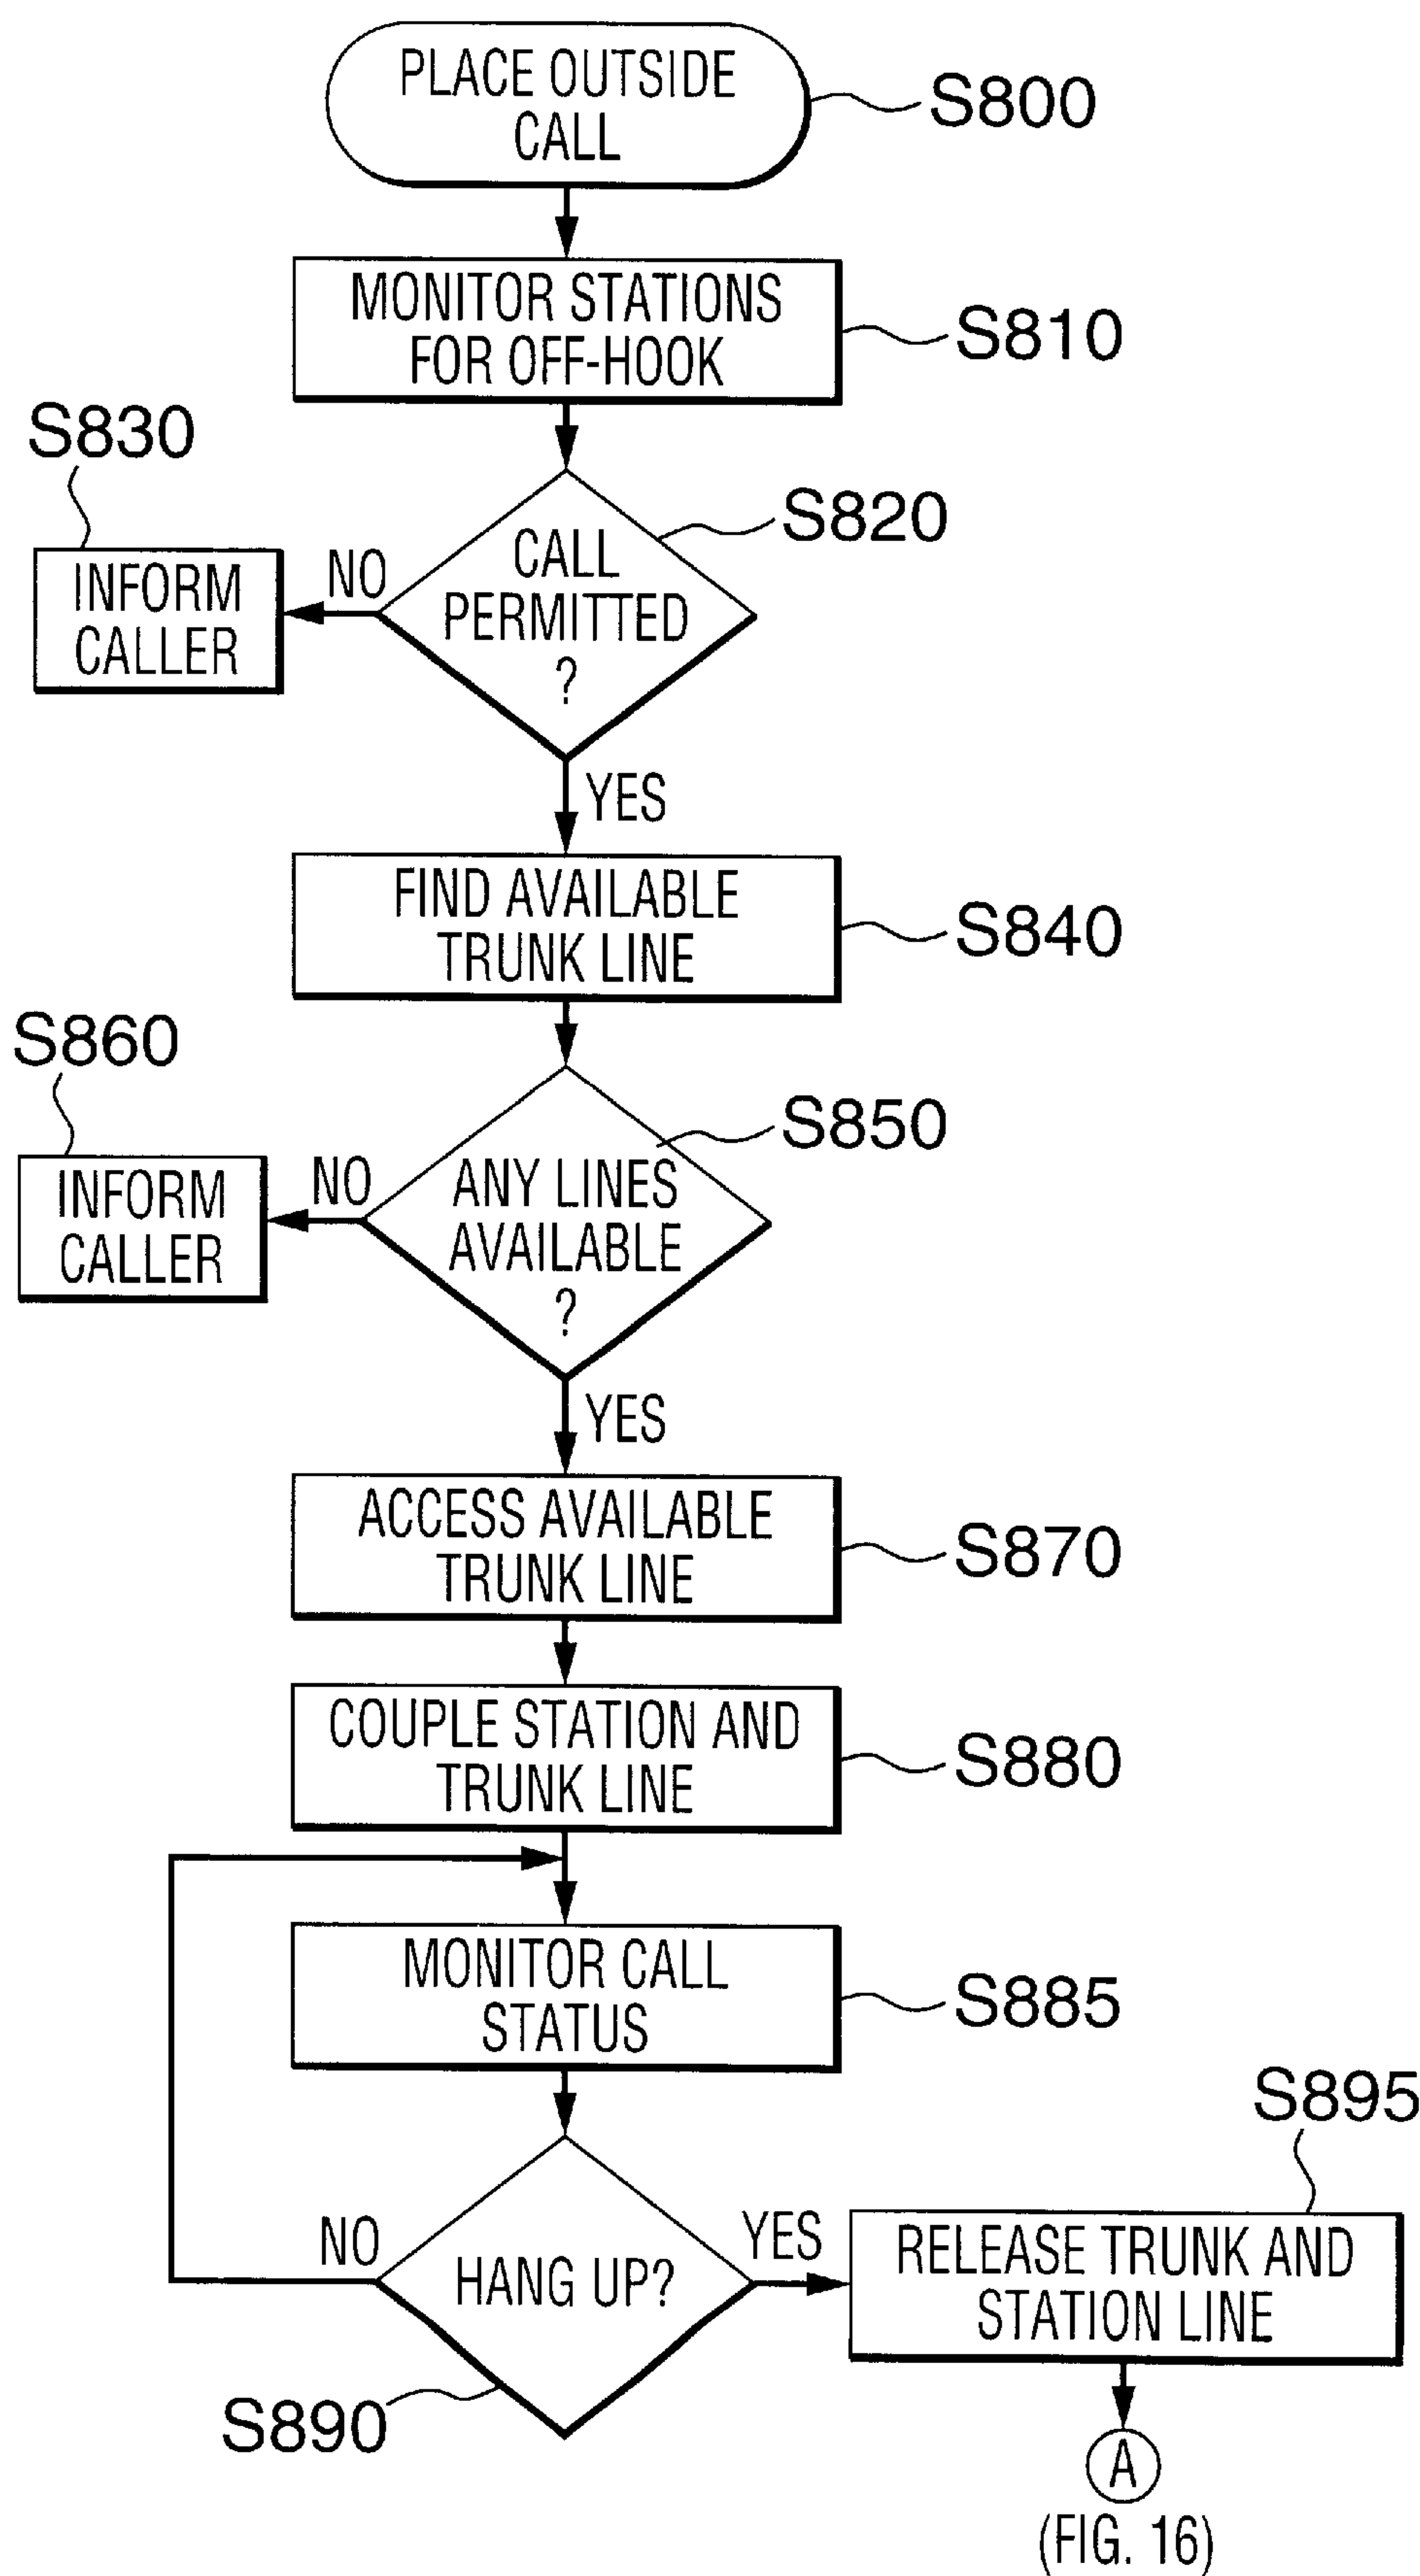 PLACE OUTSIDE
CALL
S800
MONITOR STATIONS
FOR OFF-HOOK
S810
S830
S820
INFORM
CALLER
NO
CALL
PERMITTED
?
YES
FIND AVAILABLE
TRUNK LINE
S840
S860
S850
INFORM
CALLER
NO
ANY LINES
AVAILABLE
?
YES
ACCESS AVAILABLE
TRUNK LINE
S870
COUPLE STATION AND
TRUNK LINE
S880
MONITOR CALL
STATUS
S885
S895
NO
HANG UP?
YES
RELEASE TRUNK AND
STATION LINE
S890
A
(FIG. 16)